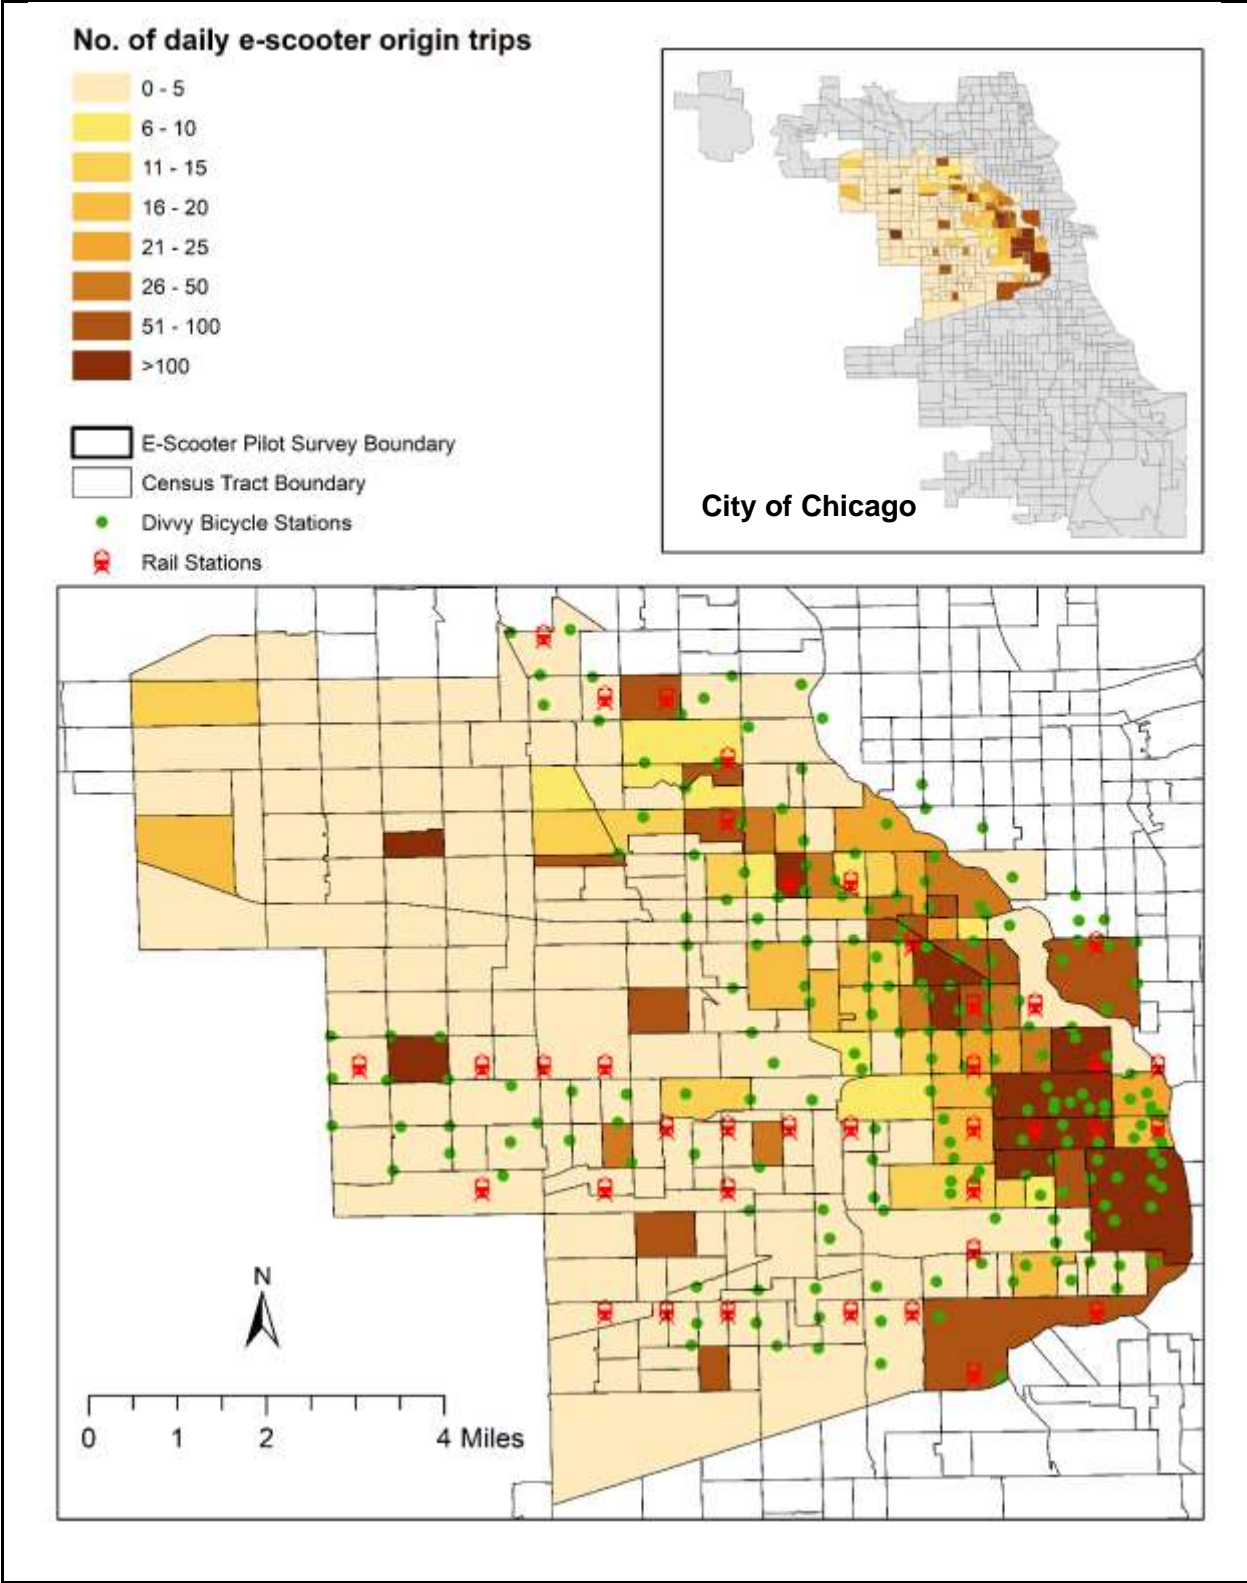 No. of daily e-scooter origin trips
0 - 5
6 - 10
11 - 15
16 - 20
21 - 25
26 - 50
51 - 100
>100
E-Scooter Pilot Survey Boundary
Census Tract Boundary
Divvy Bicycle Stations
Rail Stations
City of Chicago
N
0 1 2 4 Miles